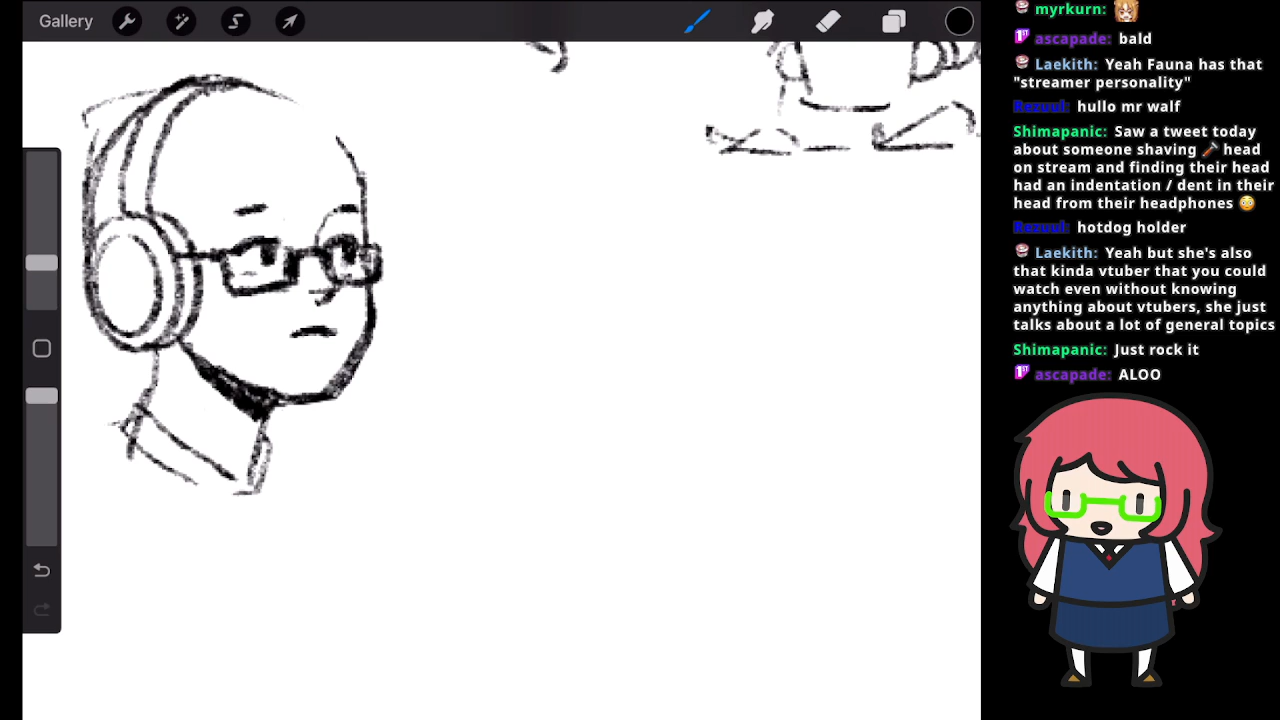 Gallery
myrkurn:
ascapade: bald
Laekith: Yeah Fauna has that
"streamer personality"
Rezuul: hullo mr walf
Shimapanic: Saw a tweet today
about someone shaving head
on stream and finding their head
had an indentation / dent in their
head from their headphones
Rezuul: hotdog holder
Laekith: Yeah but she's also
that kinda vtuber that you could
watch even without knowing
anything about vtubers, she just
talks about a lot of general topics
Shimapanic: Just rock it
ascapade: ALOO